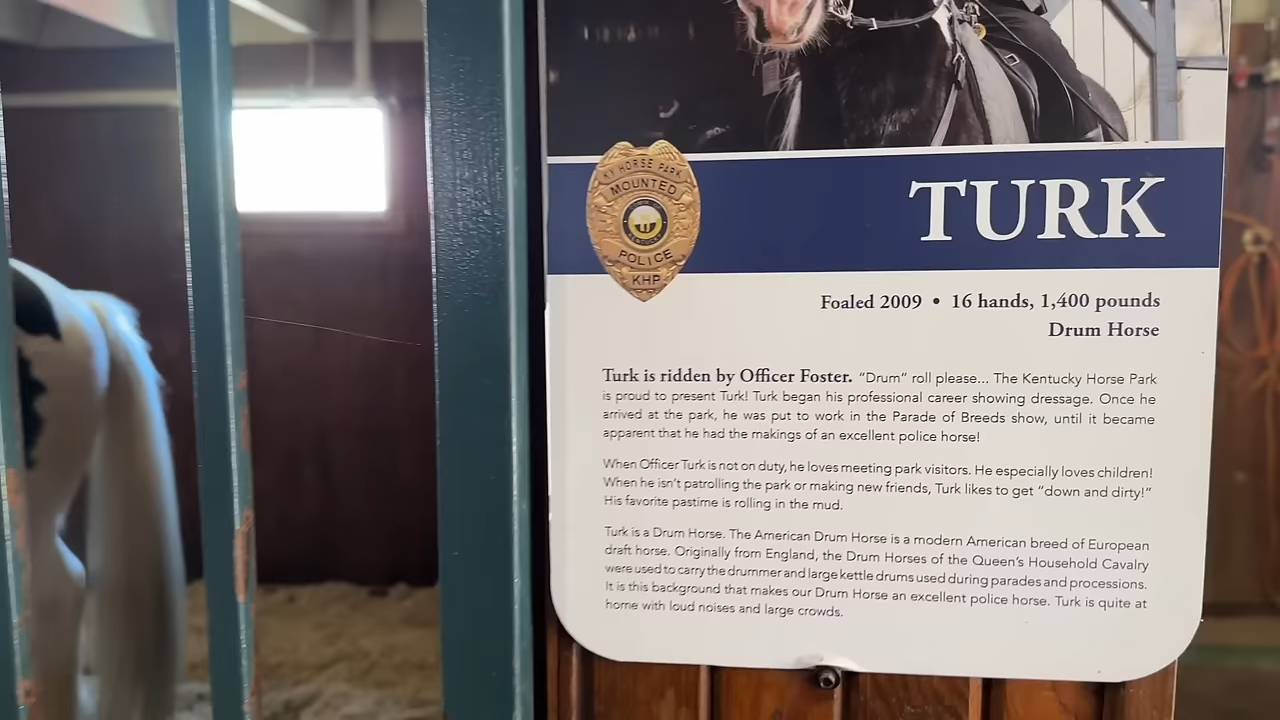 KY HORSE PARK
MOUNTED
POLICE
KHP
TURK
Foaled 2009 • 16 hands, 1,400 pounds
Drum Horse
Turk is ridden by Officer Foster. “Drum” roll please... The Kentucky Horse Park
is proud to present Turk! Turk began his professional career showing dressage. Once he
arrived at the park, he was put to work in the Parade of Breeds show, until it became
apparent that he had the makings of an excellent police horse!
When Officer Turk is not on duty, he loves meeting park visitors. He especially loves children!
When he isn’t patrolling the park or making new friends, Turk likes to get “down and dirty!”
His favorite pastime is rolling in the mud.
Turk is a Drum Horse. The American Drum Horse is a modern American breed of European
draft horse. Originally from England, the Drum Horses of the Queen’s Household Cavalry
were used to carry the drummer and large kettle drums used during parades and processions.
It is this background that makes our Drum Horse an excellent police horse. Turk is quite at
home with loud noises and large crowds.